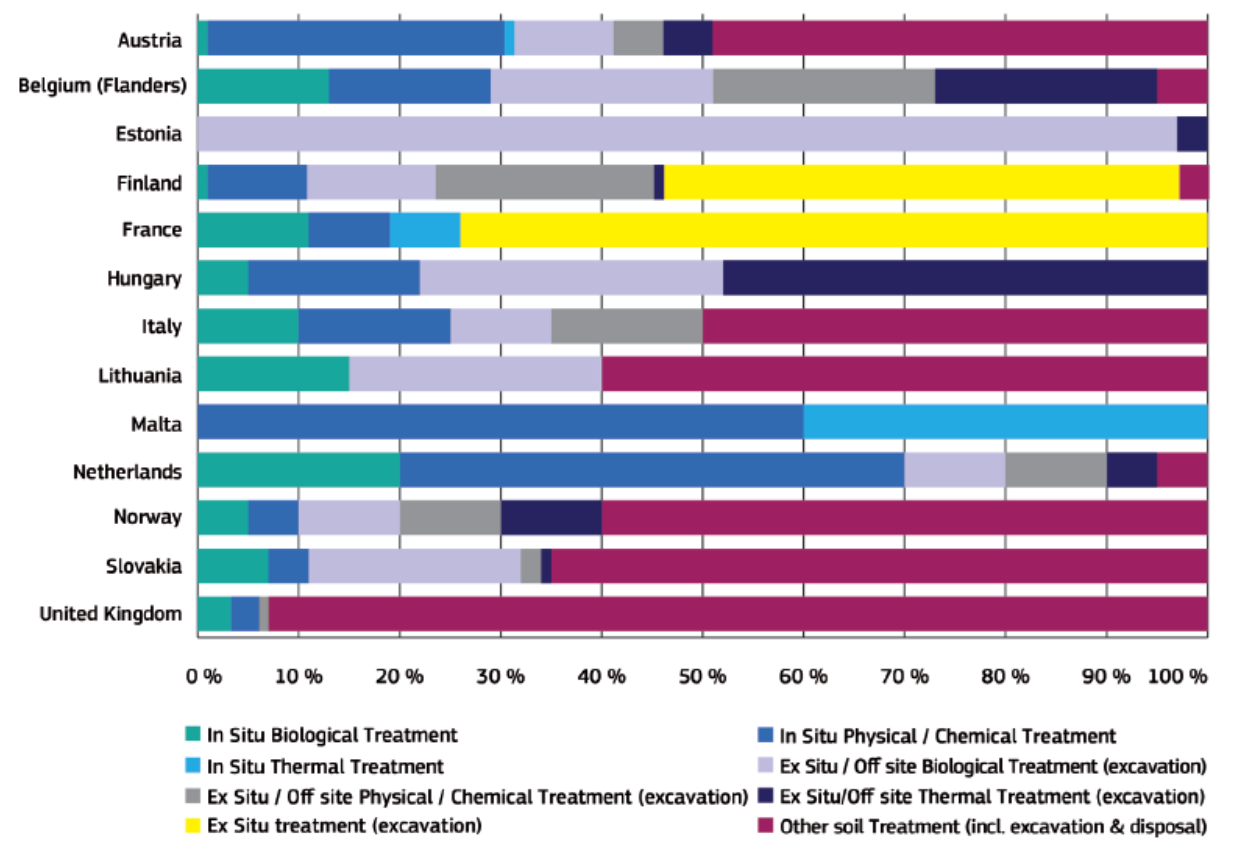 Austria
Belgium (Flanders)
Estonia
Finland
France
Hungary
Italy
Lithuania
Malta
Netherlands
Norway
Slovakia
United Kingdom
0 % 10 % 20 % 30 % 40 % 50 % 60 % 70 % 80 % 90 % 100 %
In Situ Biological Treatment
In Situ Physical / Chemical Treatment
In Situ Thermal Treatment
Ex Situ / Off site Biological Treatment (excavation)
Ex Situ / Off site Physical / Chemical Treatment (excavation)
Ex Situ/Off site Thermal Treatment (excavation)
Ex Situ treatment (excavation)
Other soil Treatment (incl. excavation & disposal)